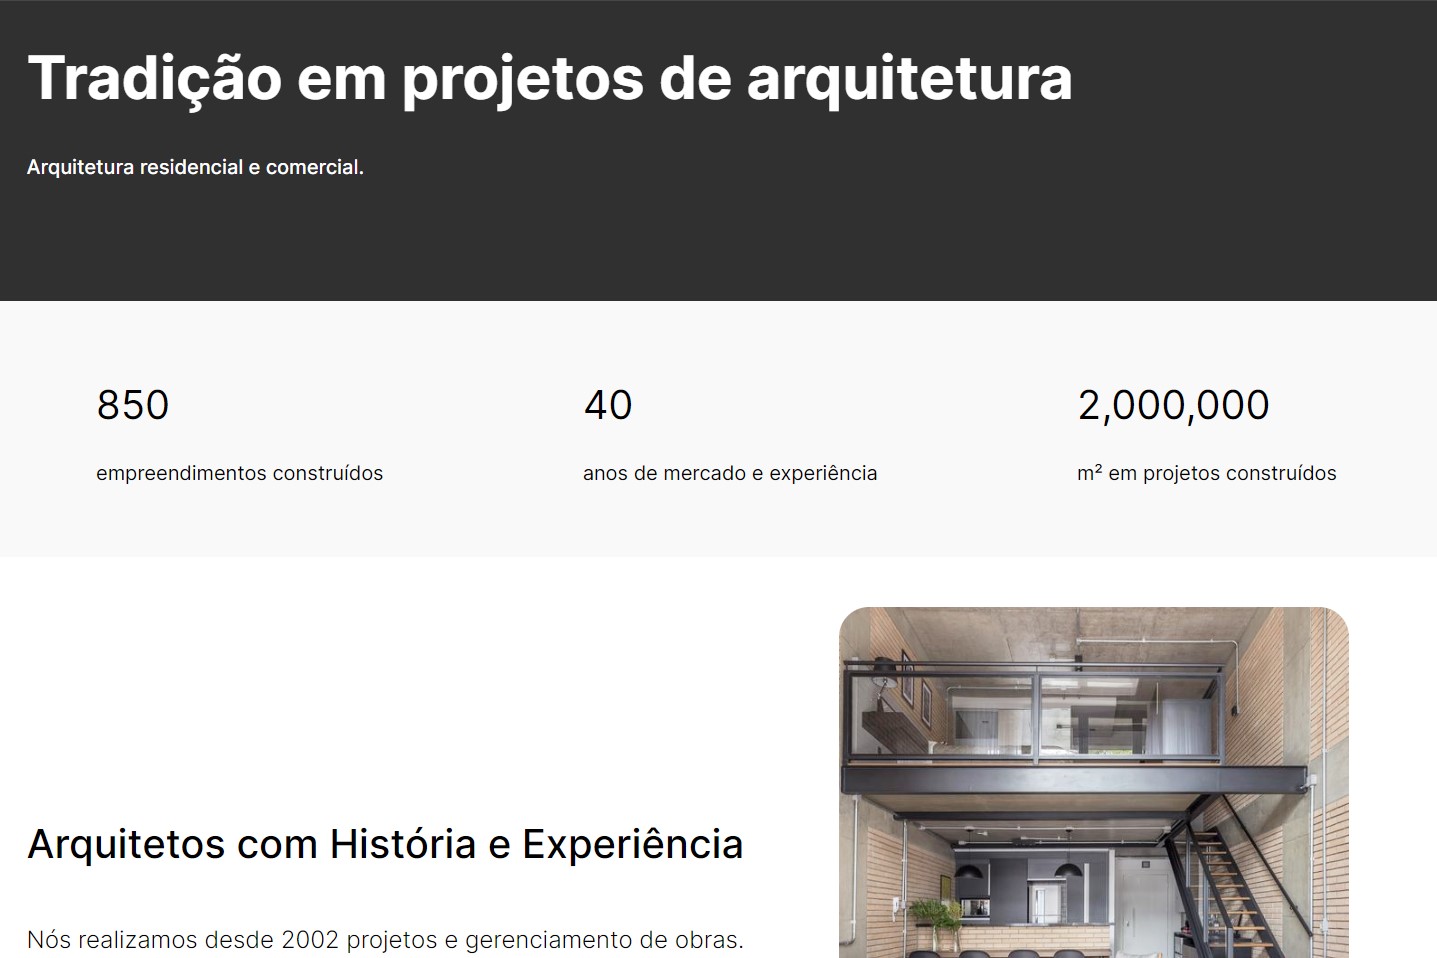 Tradição em projetos de arquitetura
Arquitetura residencial e comercial.
850
empreendimentos construídos
40
anos de mercado e experiência
2,000,000
m² em projetos construídos
Arquitetos com História e Experiência
Nós realizamos desde 2002 projetos e gerenciamento de obras.